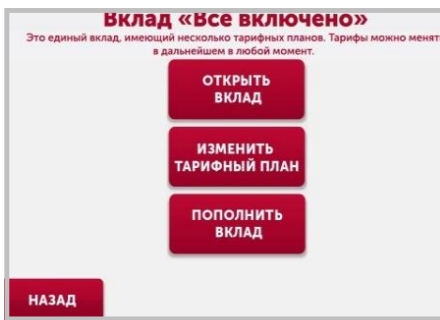 Вклад «Все включено»
Это единый вклад, имеющий несколько тарифных планов. Тарифы можно менят
в дальнейшем в любой момент.
ОТКРЫТЬ
ВКЛАД
ИЗМЕНИТЬ
ТАРИФНЫЙ ПЛАН
ПОПОЛНИТЬ
ВКЛАД
НАЗАД